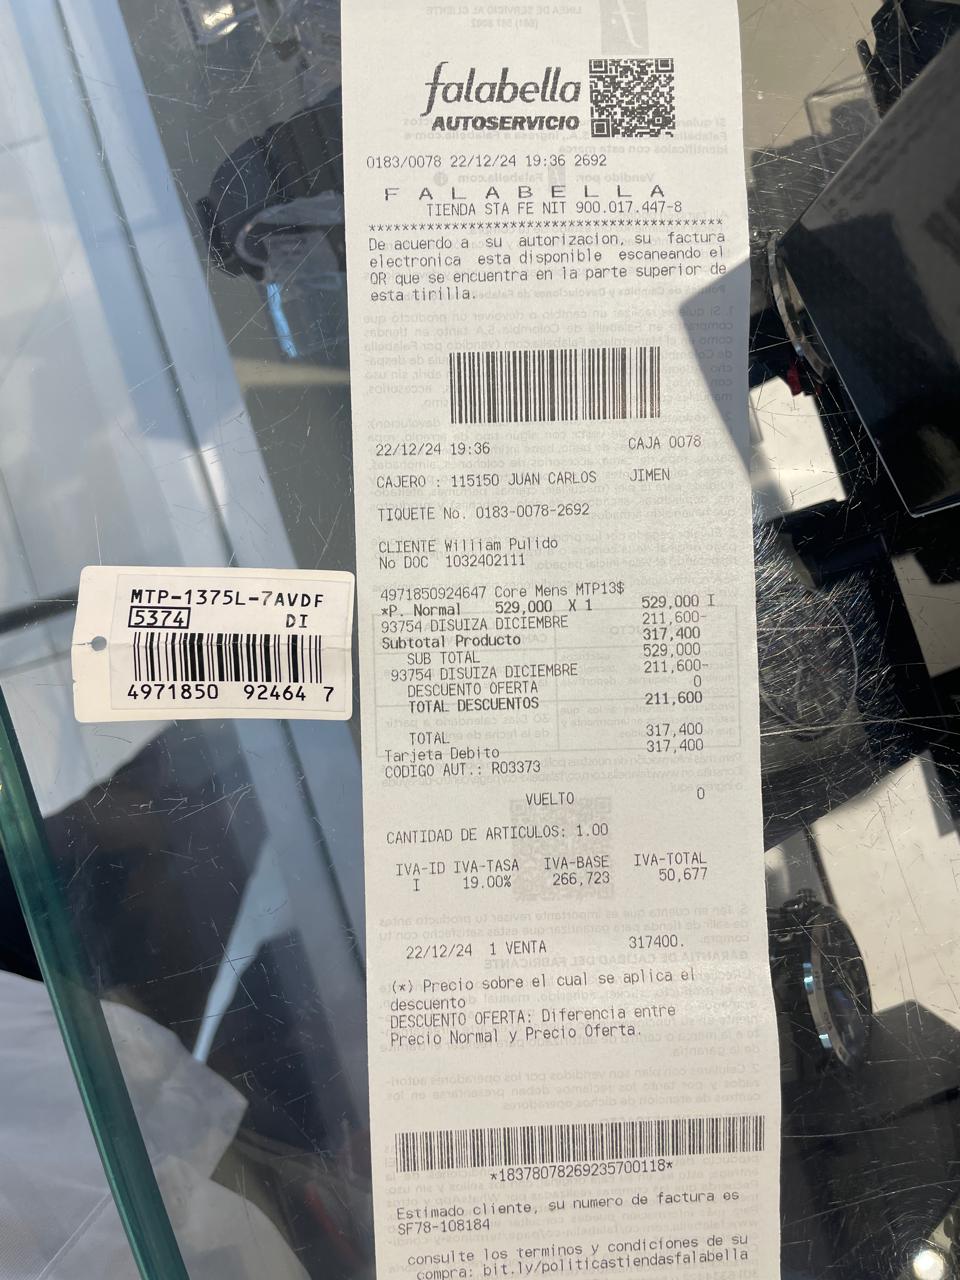 falabella
AUTOSERVICIO
0183/0078 22/12/24 19:36 2692
F A L A B E L L A
TIENDA STA FE NIT 900.017.447-8
******************************************
De acuerdo a su autorizacion, su factura
electronica esta disponible escaneando el
QR que se encuentra en la parte superior de
esta tirilla.
22/12/24 19:36 CAJA 0078
CAJERO : 115150 JUAN CARLOS JIMEN
TIQUETE No. 0183-0078-2692
CLIENTE William Pulido
No DOC 1032402111
4971850924647 Core Mens MTP13$
*P. Normal 529,000 X 1 529,000 I
93754 DISUIZA DICIEMBRE 211,600-
Subtotal Producto 317,400
SUB TOTAL 529,000
93754 DISUIZA DICIEMBRE 211,600-
DESCUENTO OFERTA 0
TOTAL DESCUENTOS 211,600
TOTAL 317,400
Tarjeta Debito 317,400
CODIGO AUT.: RO3373
VUELTO 0
CANTIDAD DE ARTICULOS: 1.00
IVA-ID IVA-TASA IVA-BASE IVA-TOTAL
I 19.00% 266,723 50,677
22/12/24 1 VENTA 317400.
(*) Precio sobre el cual se aplica el
descuento
DESCUENTO OFERTA: Diferencia entre
Precio Normal y Precio Oferta.
*18378078269235700118*
Estimado cliente, su numero de factura es
SF78-108184
consulte los terminos y condiciones de su
compra: bit.ly/politicastiendasfalabella
MTP-1375L-7AVDF
5374 DI
4971850 92464 7